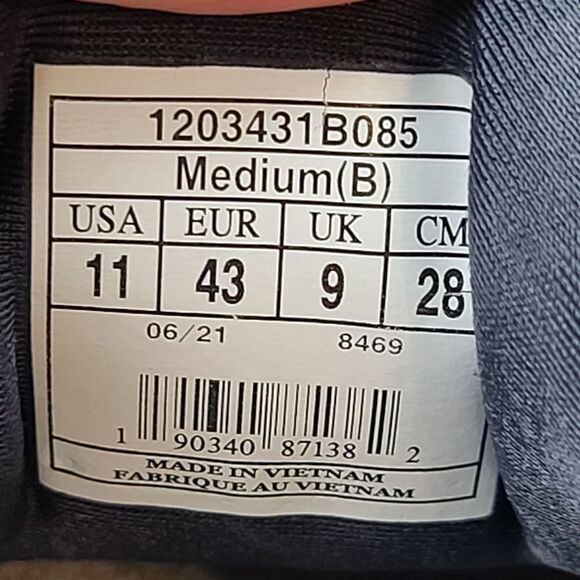 1203431B085
Medium(B)
USA EUR UK CM
11 43 9 28
06/21 8469
1 90340 87138 2
MADE IN VIETNAM
FABRIQUE AU VIETNAM